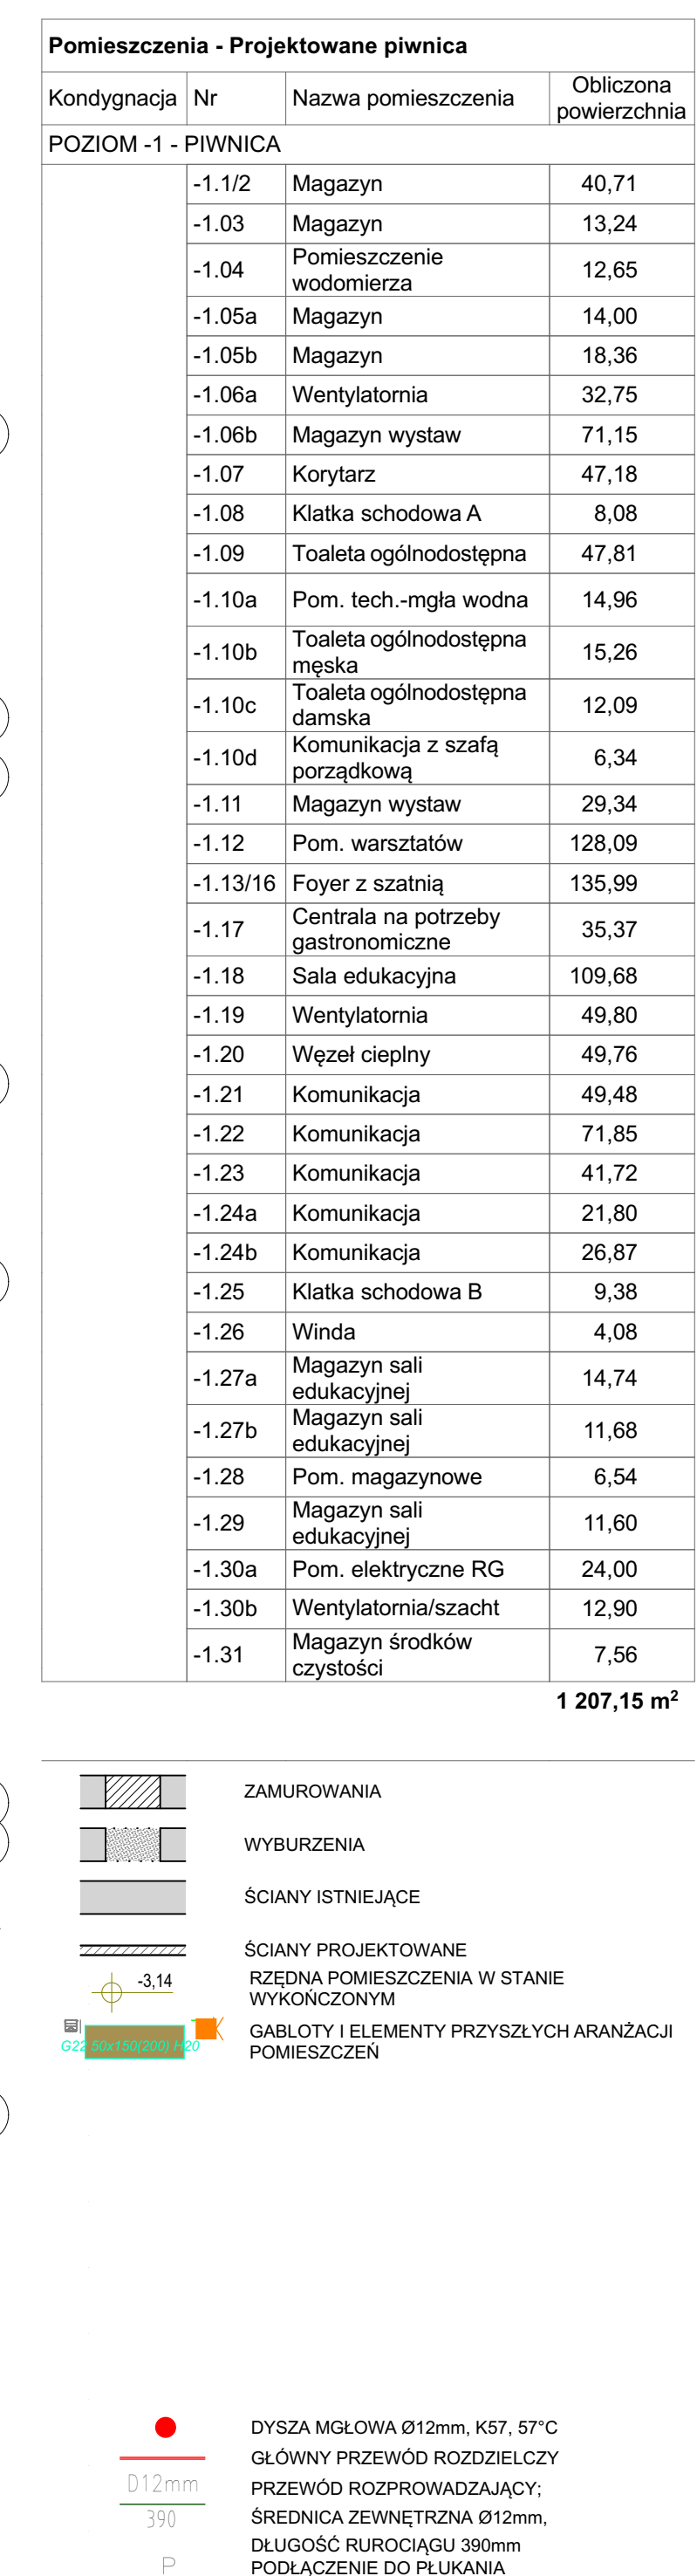 Pomieszczenia - Projektowane piwnica
Kondygnacja Nr Nazwa pomieszczenia Obliczona powierzchnia
POZIOM -1 - PIWNICA
-1.1/2 Magazyn 40,71
-1.03 Magazyn 13,24
-1.04 Pomieszczenie wodomierza 12,65
-1.05a Magazyn 14,00
-1.05b Magazyn 18,36
-1.06a Wentylatornia 32,75
-1.06b Magazyn wystaw 71,15
-1.07 Korytarz 47,18
-1.08 Klatka schodowa A 8,08
-1.09 Toaleta ogólnodostępna 47,81
-1.10a Pom. tech.-mgła wodna 14,96
-1.10b Toaleta ogólnodostępna męska 15,26
-1.10c Toaleta ogólnodostępna damska 12,09
-1.10d Komunikacja z szafą porządkową 6,34
-1.11 Magazyn wystaw 29,34
-1.12 Pom. warsztatów 128,09
-1.13/16 Foyer z szatnią 135,99
-1.17 Centrala na potrzeby gastronomiczne 35,37
-1.18 Sala edukacyjna 109,68
-1.19 Wentylatornia 49,80
-1.20 Węzeł cieplny 49,76
-1.21 Komunikacja 49,48
-1.22 Komunikacja 71,85
-1.23 Komunikacja 41,72
-1.24a Komunikacja 21,80
-1.24b Komunikacja 26,87
-1.25 Klatka schodowa B 9,38
-1.26 Winda 4,08
-1.27a Magazyn sali edukacyjnej 14,74
-1.27b Magazyn sali edukacyjnej 11,68
-1.28 Pom. magazynowe 6,54
-1.29 Magazyn sali edukacyjnej 11,60
-1.30a Pom. elektryczne RG 24,00
-1.30b Wentylatornia/szacht 12,90
-1.31 Magazyn środków czystości 7,56
1 207,15 m²
ZAMUROWANIA
WYBURZENIA
ŚCIANY ISTNIEJĄCE
ŚCIANY PROJEKTOWANE
-3,14 RZĘDNA POMIESZCZENIA W STANIE
WYKOŃCZONYM
GABLOTY I ELEMENTY PRZYSZŁYCH ARANŻACJI
G22 50x150(200) H20 POMIESZCZEŃ
DYSZA MGŁOWA Ø12mm, K57, 57°C
GŁÓWNY PRZEWÓD ROZDZIELCZY
D12mm PRZEWÓD ROZPROWADZAJĄCY;
390 ŚREDNICA ZEWNĘTRZNA Ø12mm,
DŁUGOŚĆ RUROCIĄGU 390mm
P PODŁĄCZENIE DO PŁUKANIA